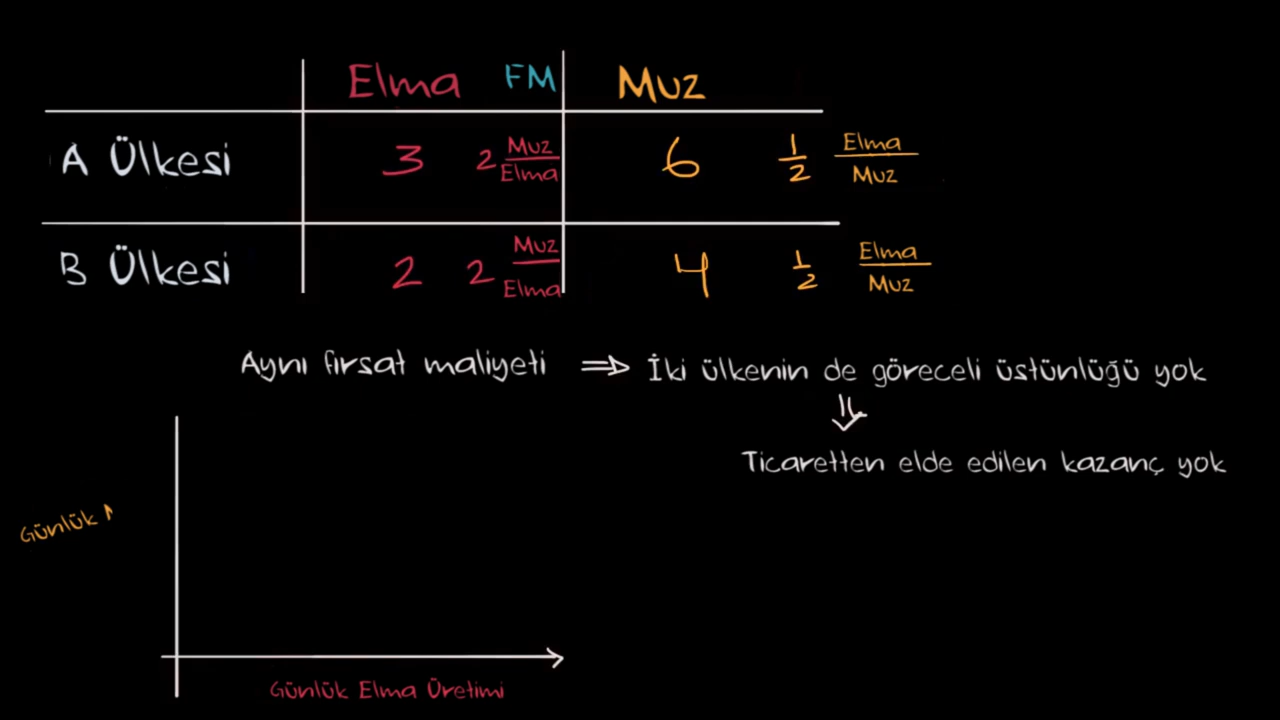 Elma FM Muz
A Ülkesi 3 2 Muz/Elma 6 1/2 Elma/Muz
B Ülkesi 2 2 Muz/Elma 4 1/2 Elma/Muz
Aynı fırsat maliyeti ⇒ İki ülkenin de göreceli üstünlüğü yok
⇓
Ticaretten elde edilen kazanç yok
Günlük
Günlük Elma Üretimi